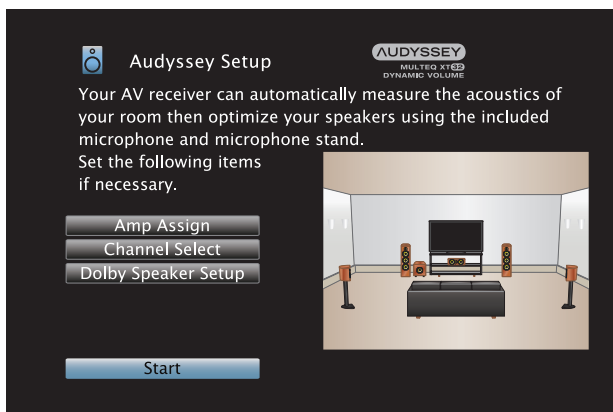 Audyssey Setup
AUDYSSEY
MULTEQ XT32
DYNAMIC VOLUME
Your AV receiver can automatically measure the acoustics of
your room then optimize your speakers using the included
microphone and microphone stand.
Set the following items
if necessary.
Amp Assign
Channel Select
Dolby Speaker Setup
Start